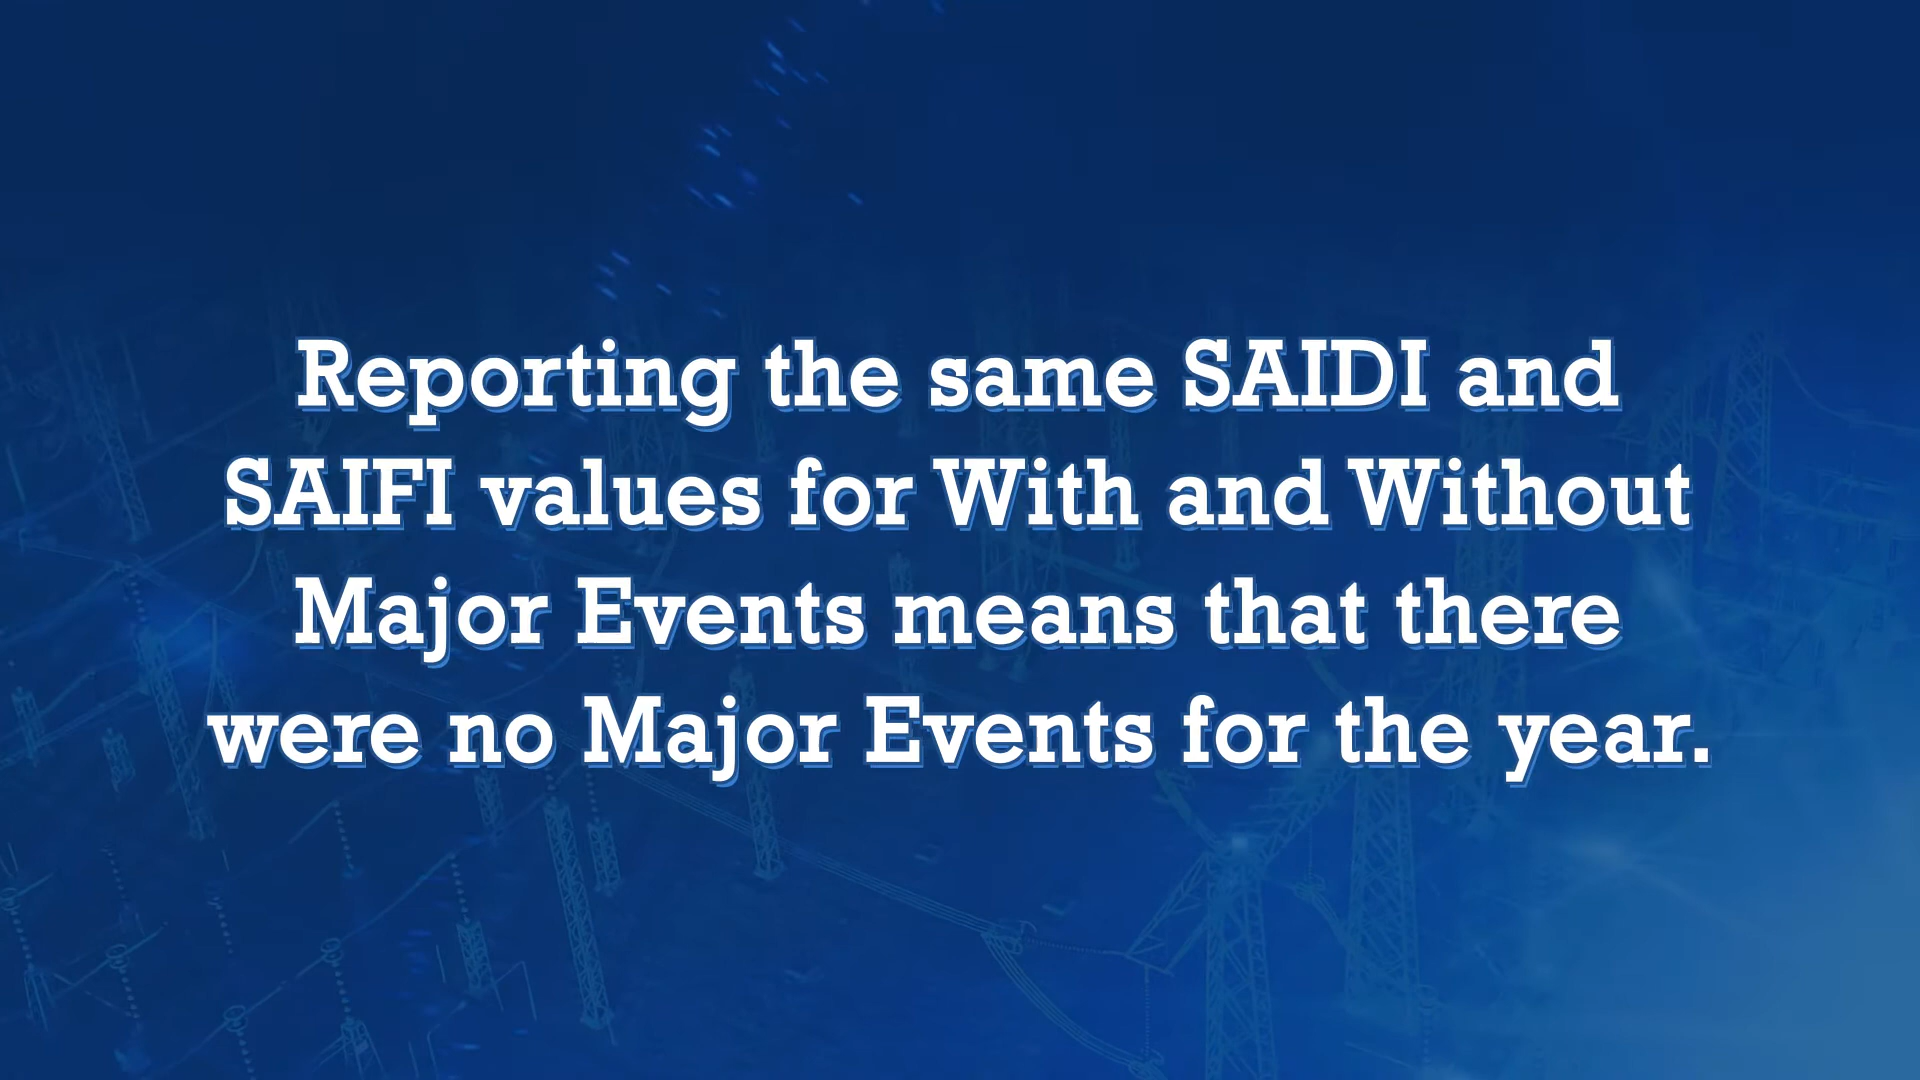 Reporting the same SAIDI and
SAIFI values for With and Without
Major Events means that there
were no Major Events for the year.